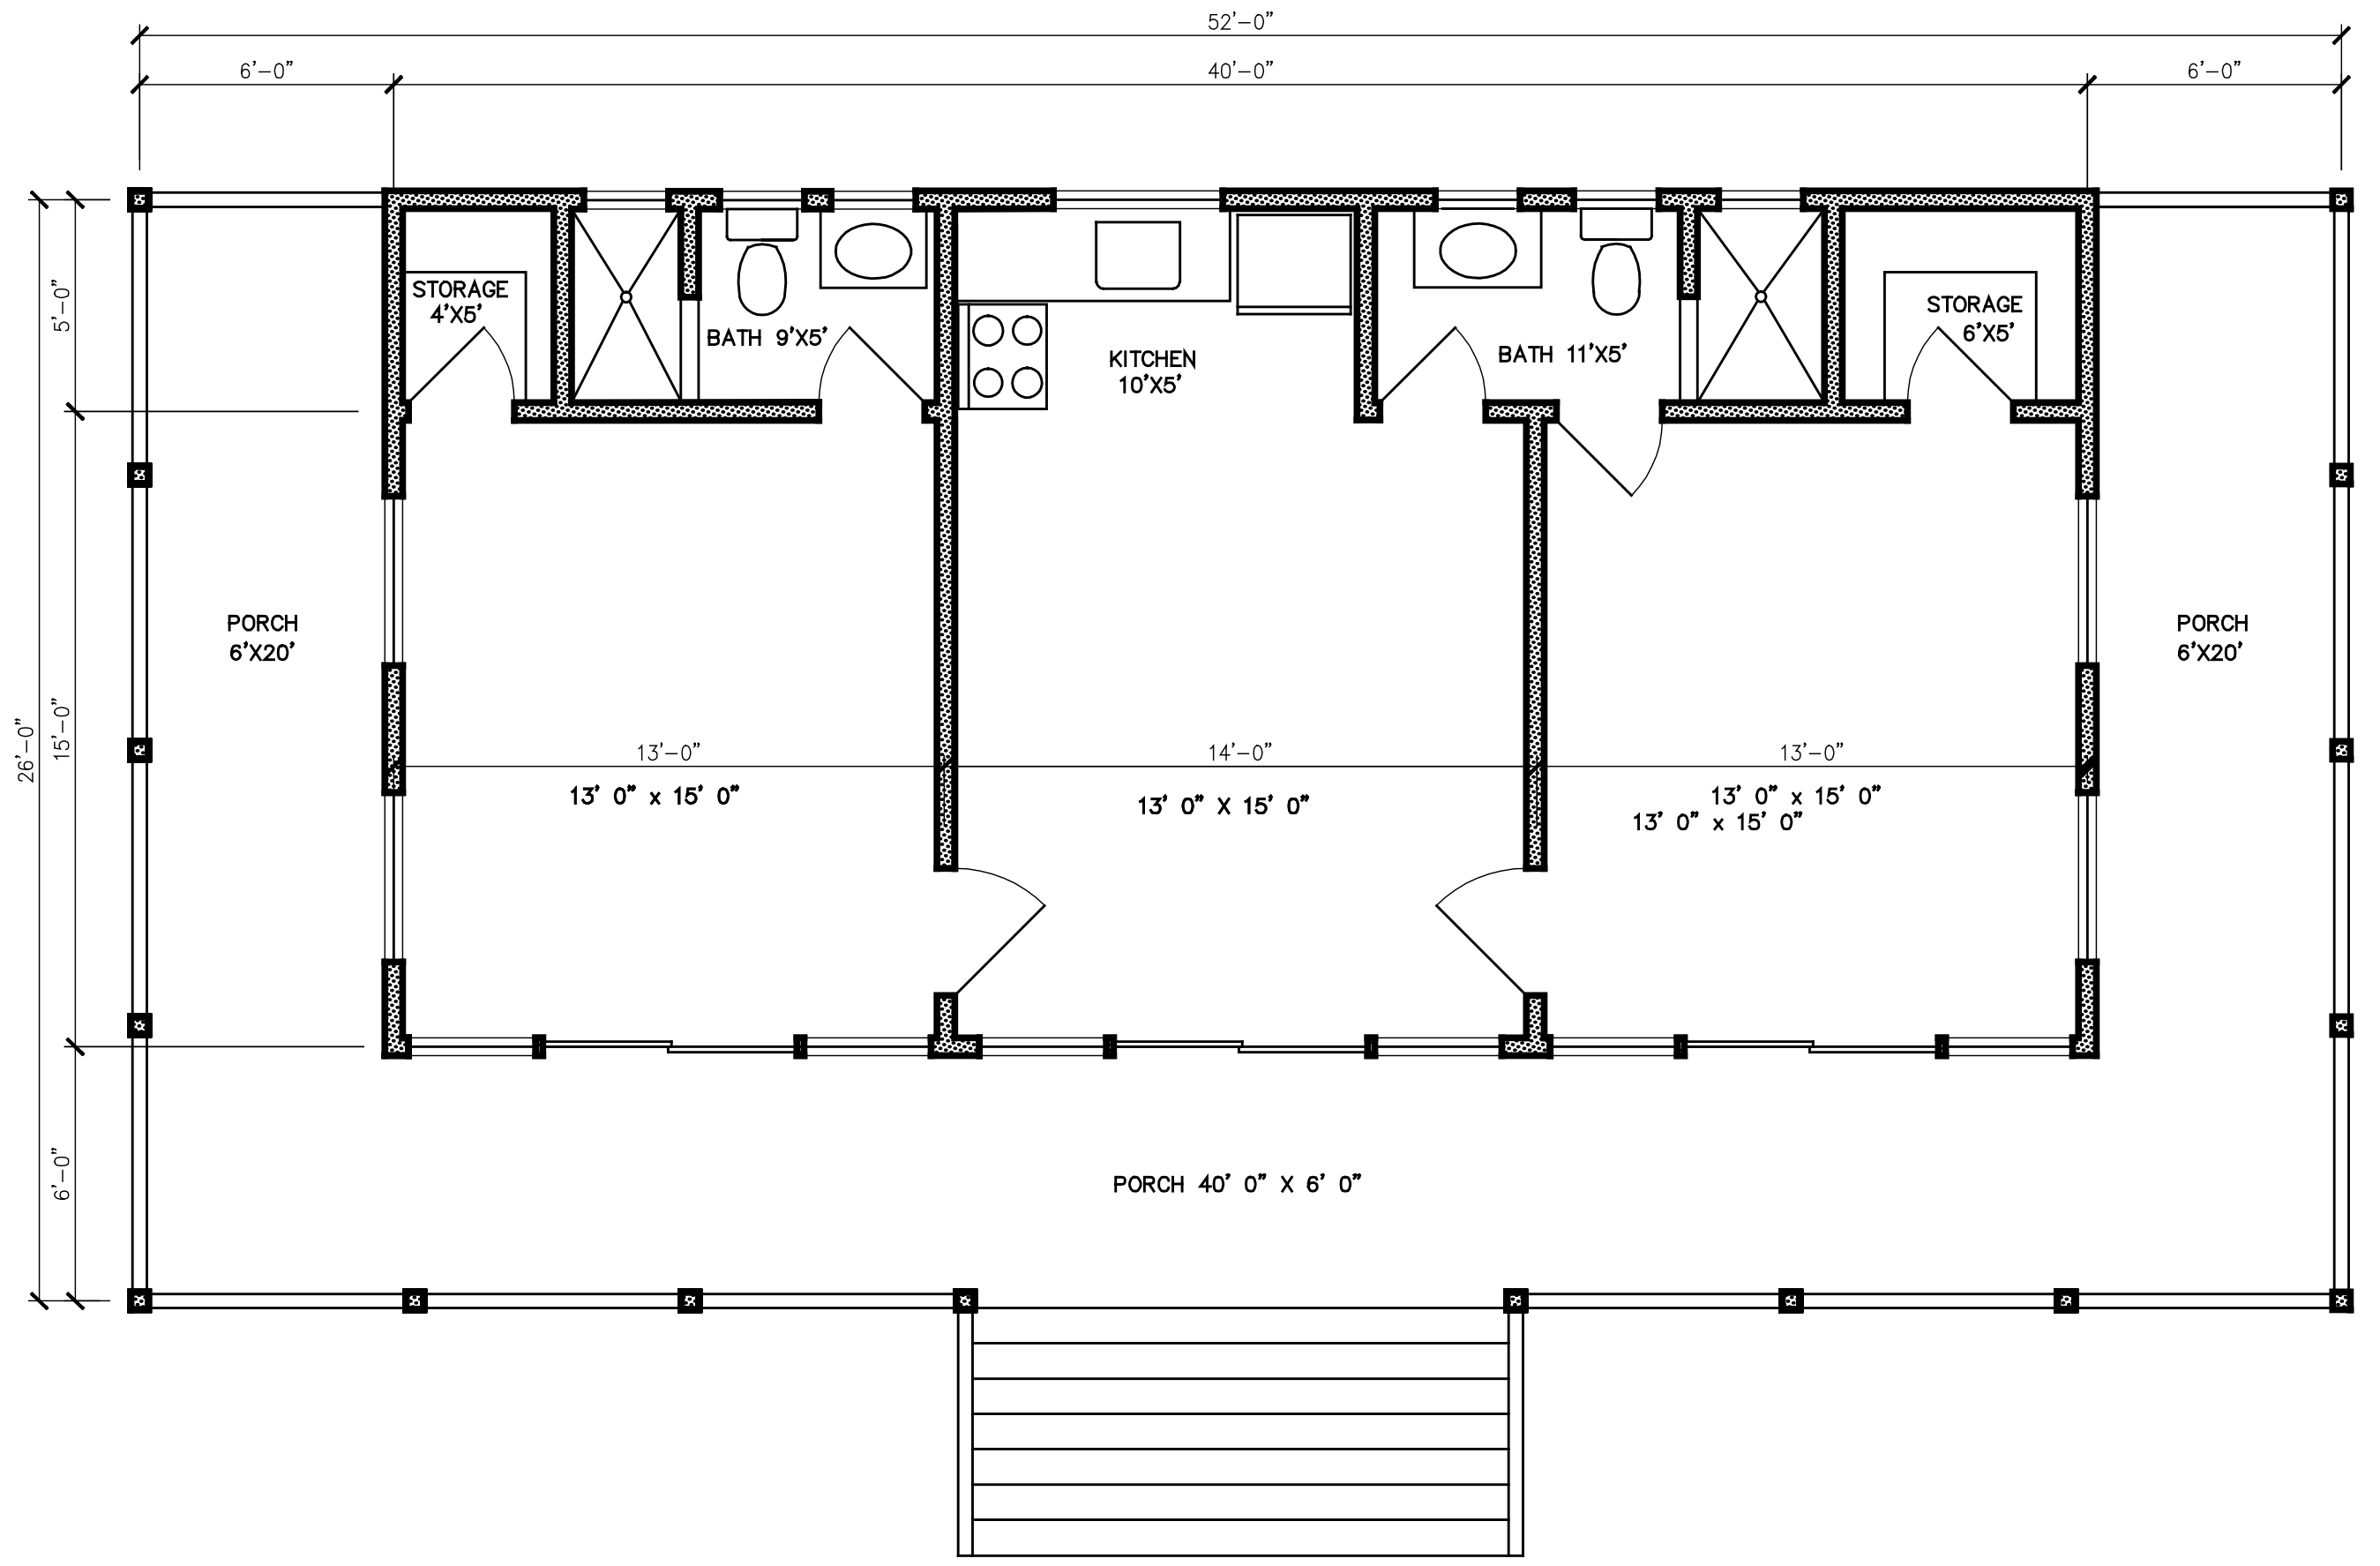 52'-0"
6'-0"
40'-0"
6'-0"
5'-0"
STORAGE
4'X5'
BATH 9'X5'
KITCHEN
10'X5'
BATH 11'X5'
STORAGE
6'X5'
PORCH
6'X20'
PORCH
6'X20'
26'-0"
15'-0"
13'-0"
14'-0"
13'-0"
13' 0" x 15' 0"
13' 0" X 15' 0"
13' 0" x 15' 0"
13' 0" x 15' 0"
6'-0"
PORCH 40' 0" X 6' 0"